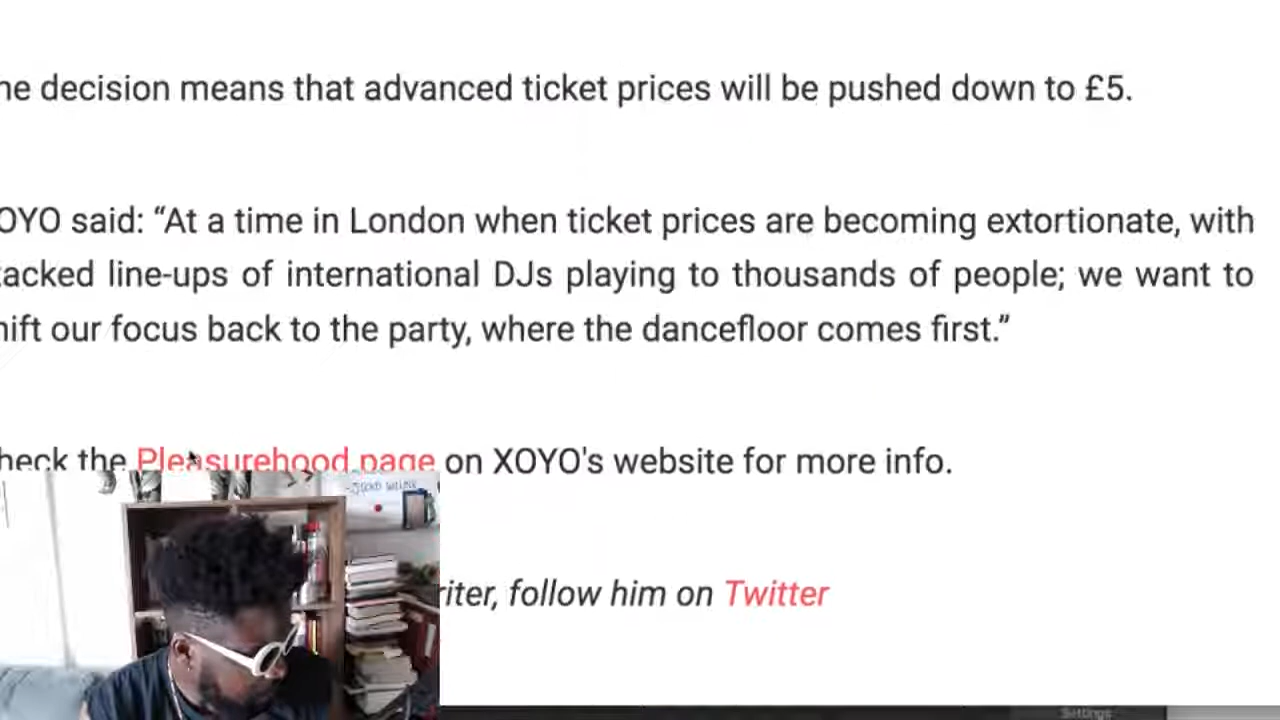 he decision means that advanced ticket prices will be pushed down to £5.
OYO said: “At a time in London when ticket prices are becoming extortionate, with
tacked line-ups of international DJs playing to thousands of people; we want to
hift our focus back to the party, where the dancefloor comes first.”
heck the Pleasurehood page on XOYO's website for more info.
riter, follow him on Twitter
Settings